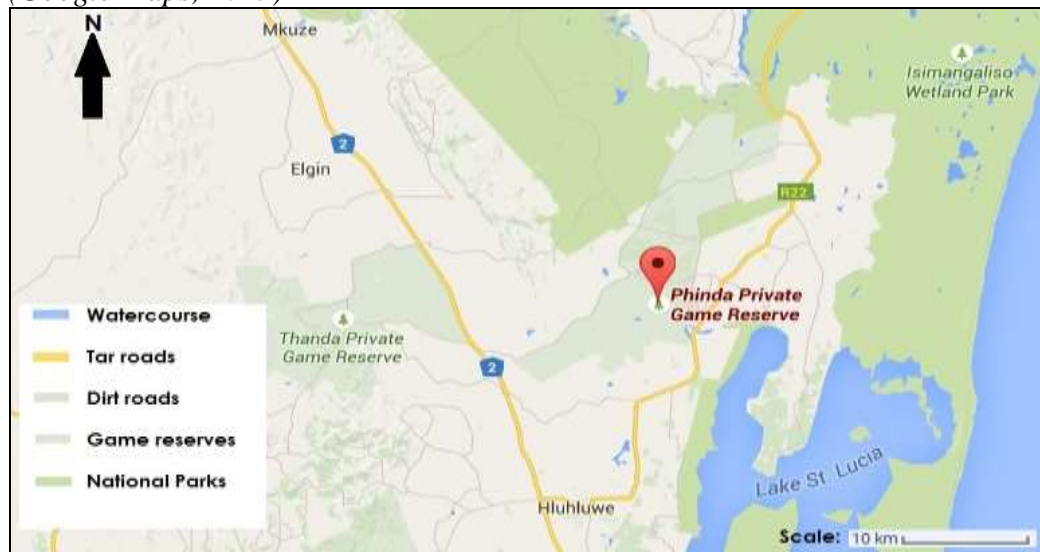 N
Mkuze
Isimangaliso
Wetland Park
2
Elgin
R22
Phinda Private
Game Reserve
Thanda Private
Game Reserve
2
Watercourse
Tar roads
Dirt roads
Game reserves
National Parks
Hluhluwe
Lake St. Lucia
Scale: 10 km